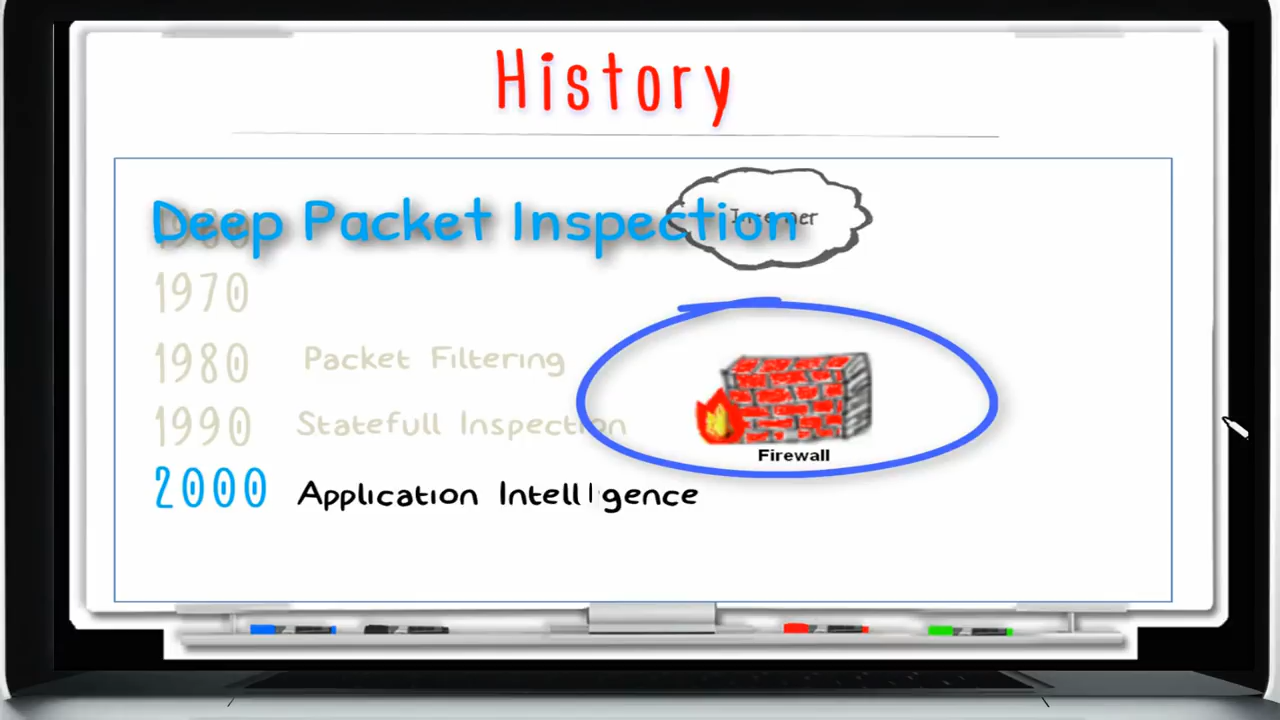 History
Deep Packet Inspection
1970
1980 Packet Filtering
1990 Statefull Inspection
Firewall
2000 Application Intelligence